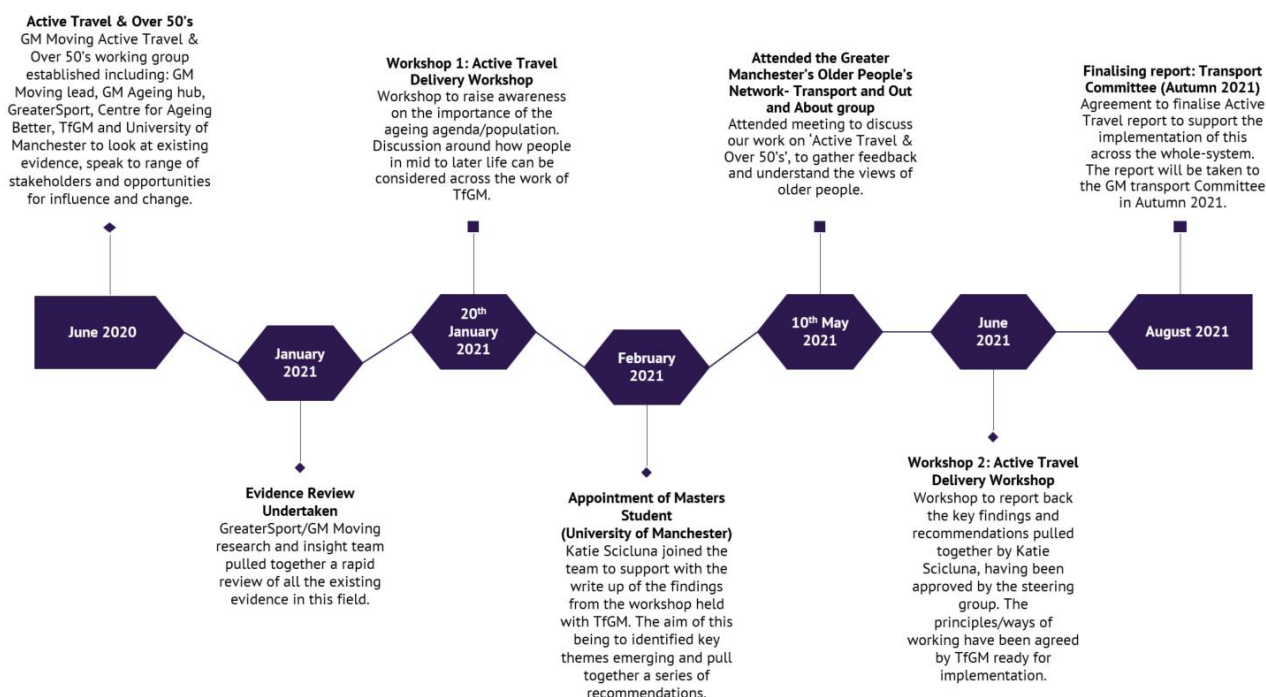 Active Travel & Over 50's
GM Moving Active Travel &
Over 50's working group
established including: GM
Moving lead, GM Ageing hub,
GreaterSport, Centre for Ageing
Better, TfGM and University of
Manchester to look at existing
evidence, speak to range of
stakeholders and opportunities
for influence and change.
Workshop 1: Active Travel
Delivery Workshop
Workshop to raise awareness
on the importance of the
ageing agenda/population.
Discussion around how people
in mid to later life can be
considered across the work of
TfGM.
Attended the Greater
Manchester's Older People's
Network- Transport and Out
and About group
Attended meeting to discuss
our work on 'Active Travel &
Over 50's', to gather feedback
and understand the views of
older people.
Finalising report: Transport
Committee (Autumn 2021)
Agreement to finalise Active
Travel report to support the
implementation of this
across the whole-system.
The report will be taken to
the GM transport Committee
in Autumn 2021.
June 2020
January
2021
20th
January
2021
February
2021
10th May
2021
June
2021
August 2021
Evidence Review
Undertaken
GreaterSport/GM Moving
research and insight team
pulled together a rapid
review of all the existing
evidence in this field.
Appointment of Masters
Student
(University of Manchester)
Katie Scicluna joined the
team to support with the
write up of the findings
from the workshop held
with TfGM. The aim of this
being to identified key
themes emerging and pull
together a series of
recommendations.
Workshop 2: Active Travel
Delivery Workshop
Workshop to report back
the key findings and
recommendations pulled
together by Katie
Scicluna, having been
approved by the steering
group. The
principles/ways of
working have been agreed
by TfGM ready for
implementation.